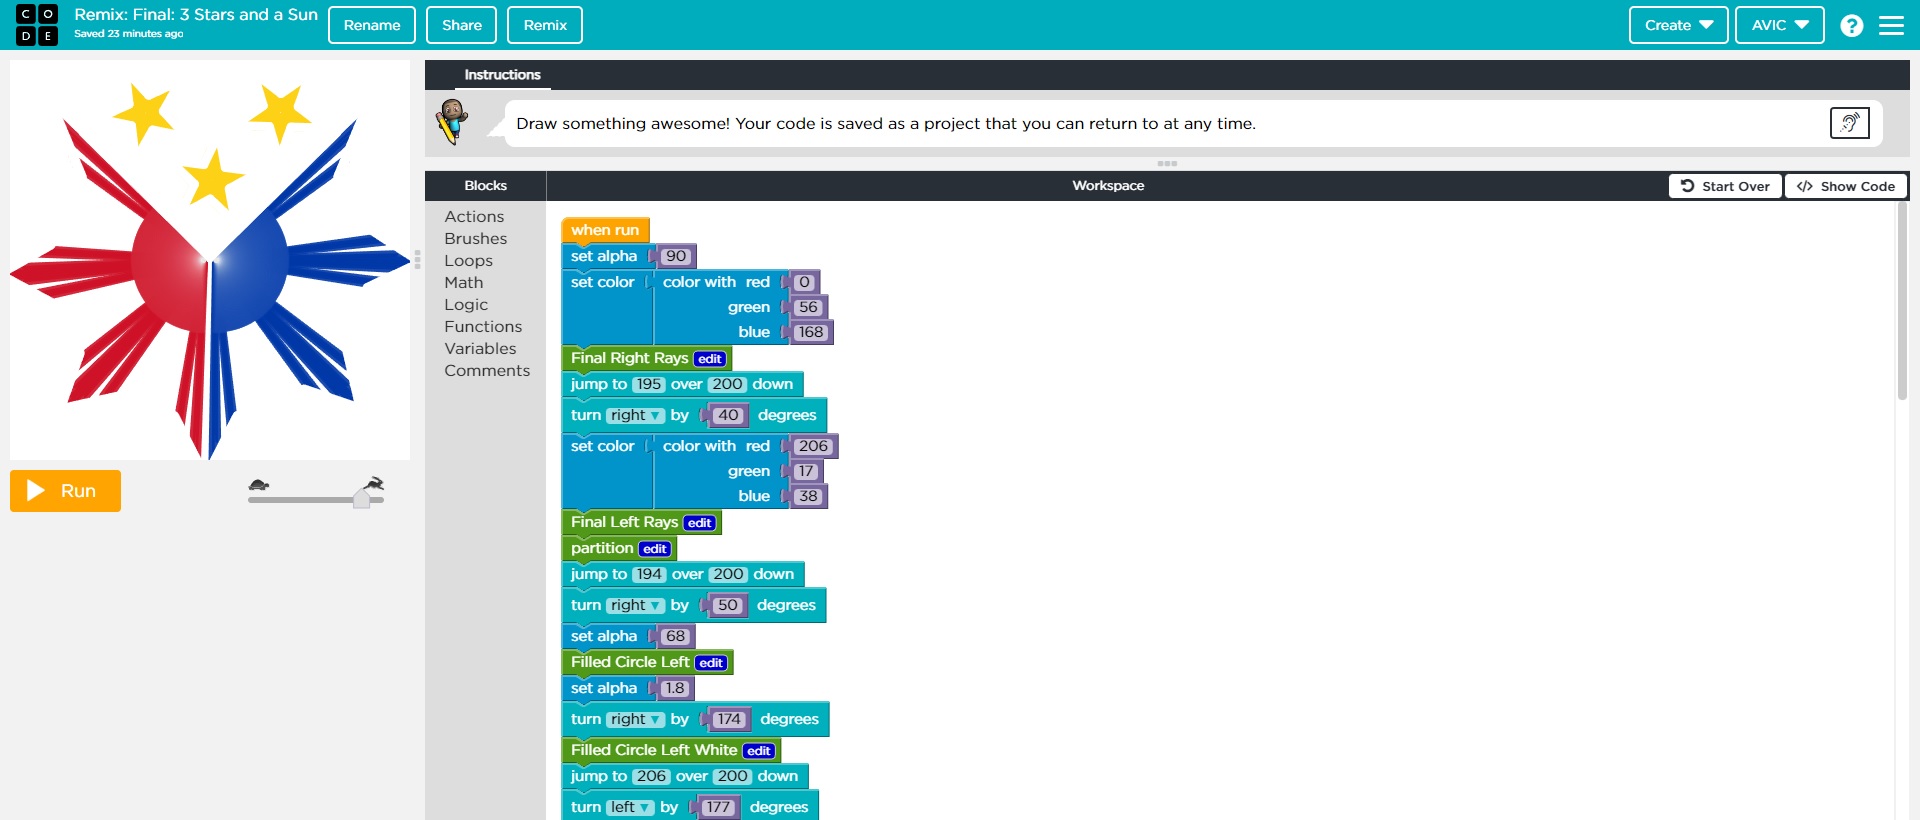 CODE
Remix: Final: 3 Stars and a Sun
Saved 23 minutes ago
Rename
Share
Remix
Create
AVIC
?
Instructions
Draw something awesome! Your code is saved as a project that you can return to at any time.
Blocks
Workspace
Start Over
</> Show Code
Actions
Brushes
Loops
Math
Logic
Functions
Variables
Comments
Run
when run
set alpha 90
set color color with red 0
green 56
blue 168
Final Right Rays edit
jump to 195 over 200 down
turn right by 40 degrees
set color color with red 206
green 17
blue 38
Final Left Rays edit
partition edit
jump to 194 over 200 down
turn right by 50 degrees
set alpha 68
Filled Circle Left edit
set alpha 1.8
turn right by 174 degrees
Filled Circle Left White edit
jump to 206 over 200 down
turn left by 177 degrees